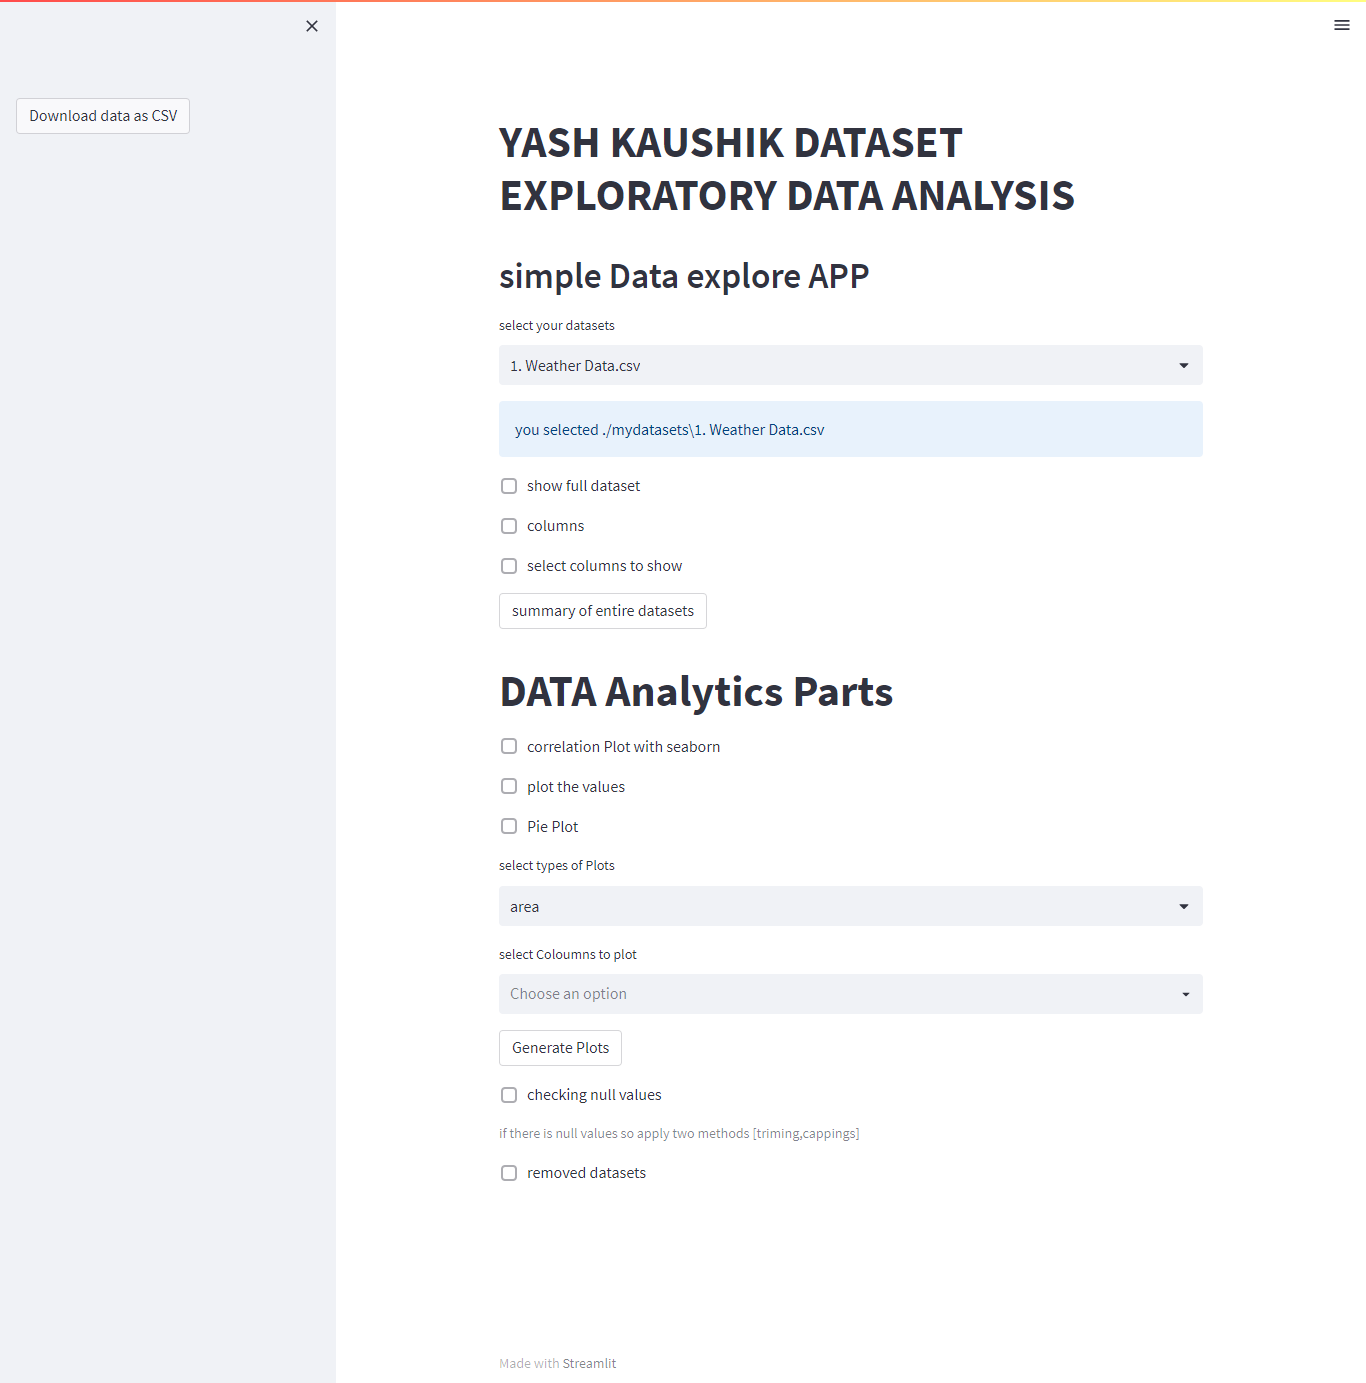 Download data as CSV
YASH KAUSHIK DATASET
EXPLORATORY DATA ANALYSIS
simple Data explore APP
select your datasets
1. Weather Data.csv
you selected ./mydatasets\1. Weather Data.csv
show full dataset
columns
select columns to show
summary of entire datasets
DATA Analytics Parts
correlation Plot with seaborn
plot the values
Pie Plot
select types of Plots
area
select Coloumns to plot
Choose an option
Generate Plots
checking null values
if there is null values so apply two methods [triming,cappings]
removed datasets
Made with Streamlit